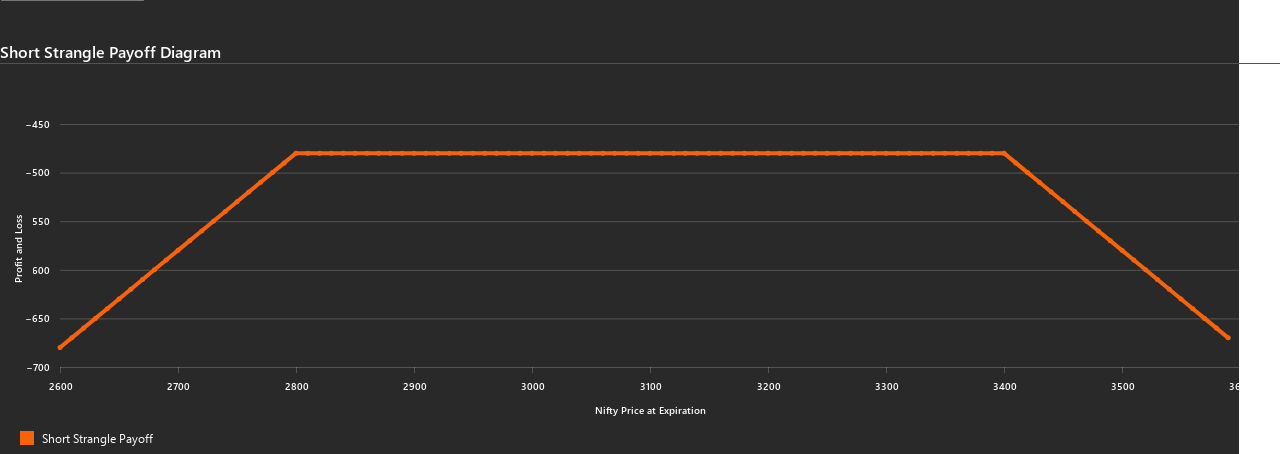 Short Strangle Payoff Diagram
−450
−500
550
600
−650
−700
Profit and Loss
2600 2700 2800 2900 3000 3100 3200 3300 3400 3500 36
Nifty Price at Expiration
Short Strangle Payoff